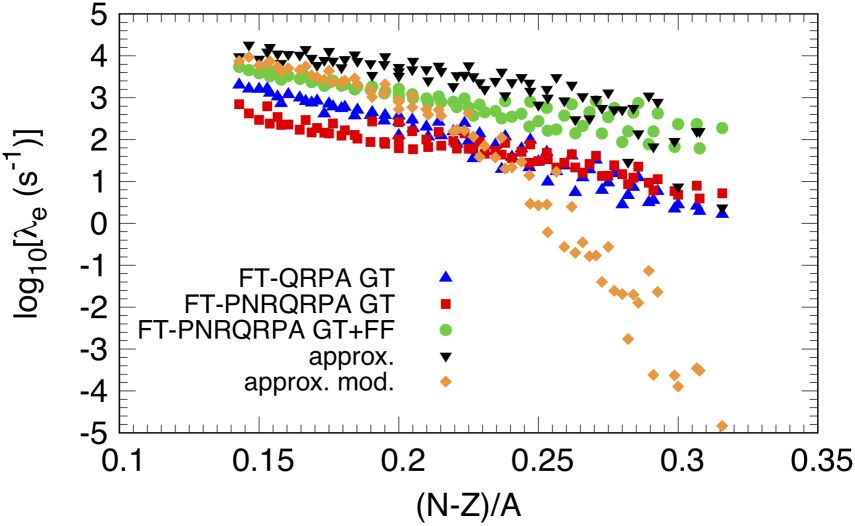 log10[λe (s-1)]
5
4
3
2
1
0
-1
-2
-3
-4
-5
FT-QRPA GT
FT-PNRQRPA GT
FT-PNRQRPA GT+FF
approx.
approx. mod.
0.1 0.15 0.2 0.25 0.3 0.35
(N-Z)/A